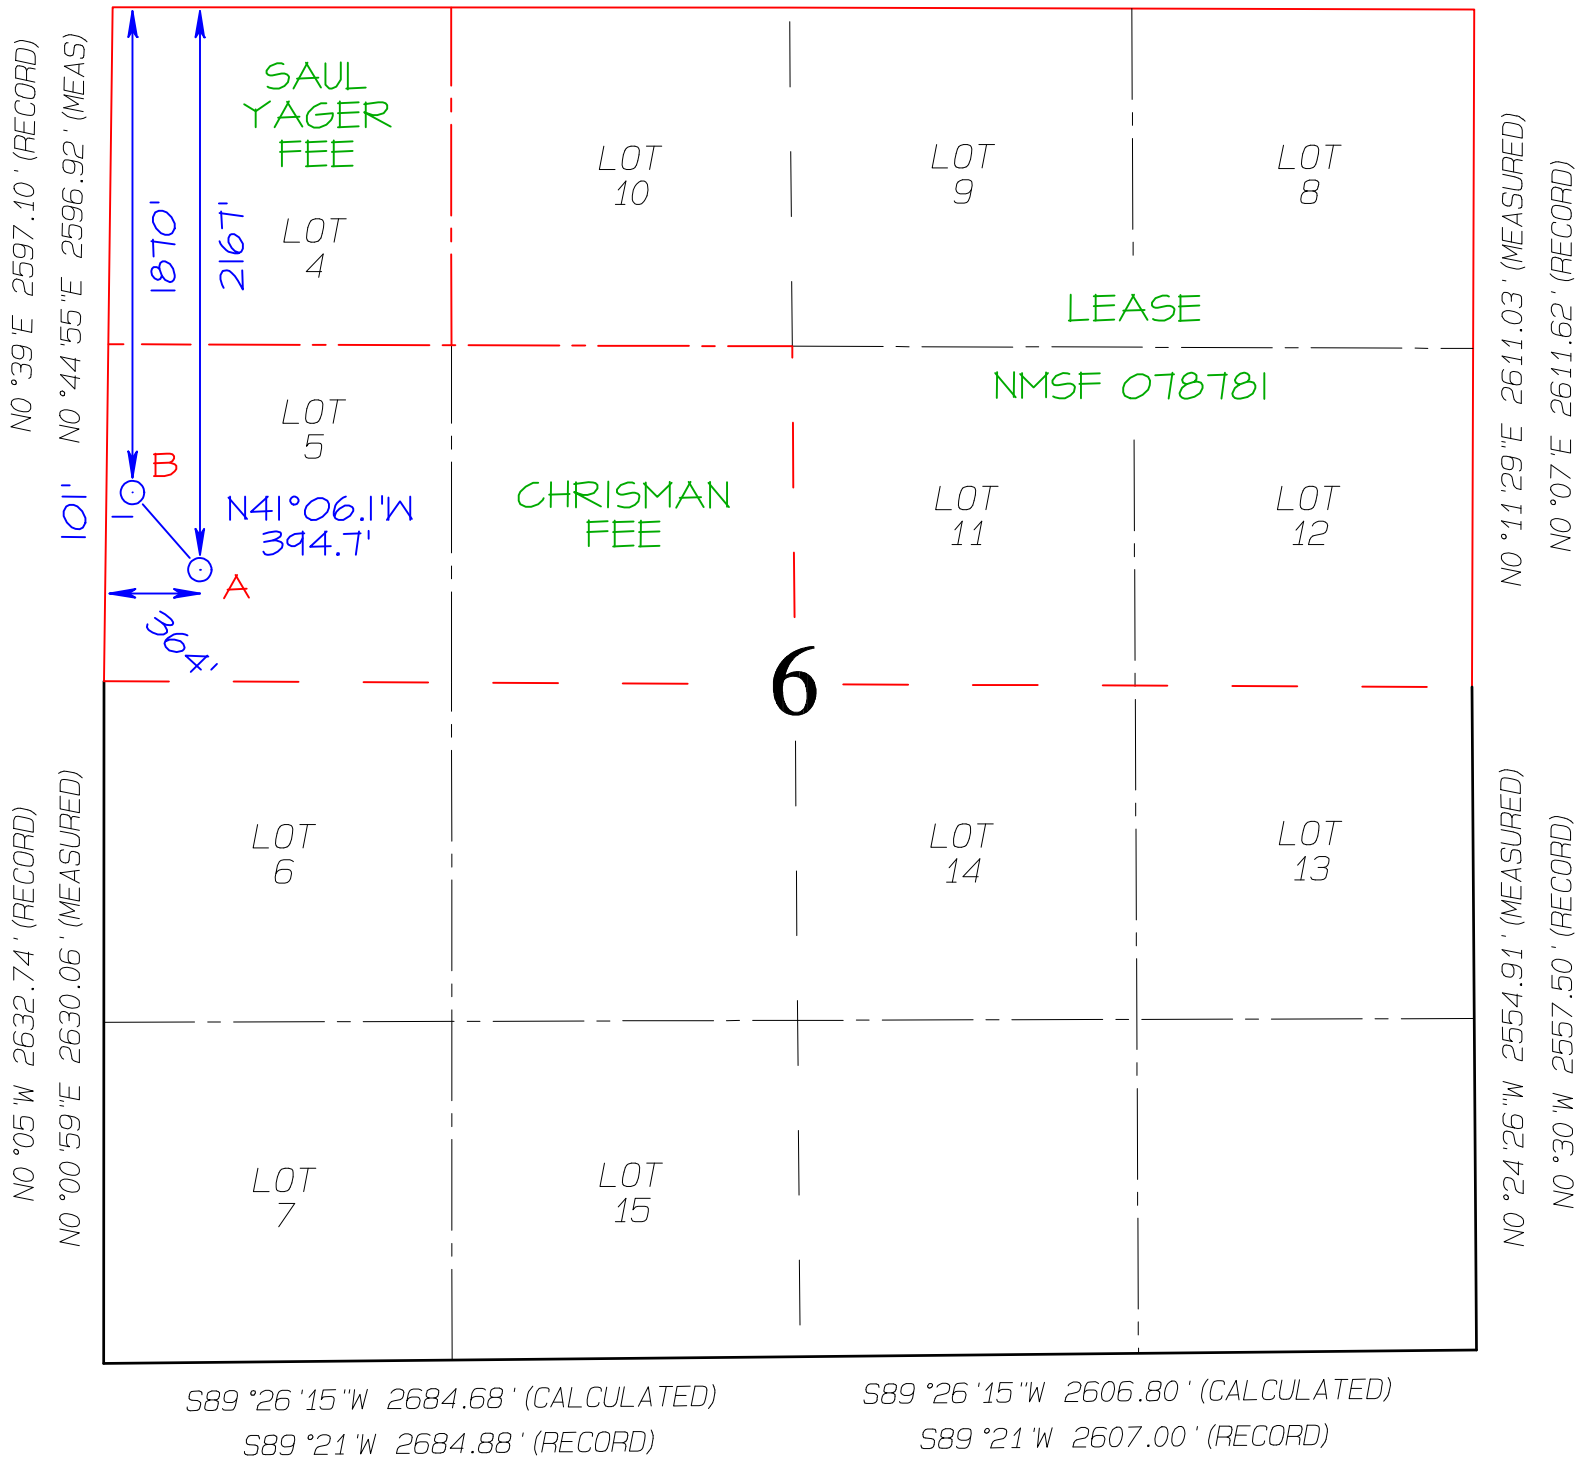 N0°39'E 2597.10' (RECORD)
N0°44'55"E 2596.92' (MEAS)
1870'
2167'
SAUL
YAGER
FEE
LOT
4
LOT
10
LOT
9
LOT
8
LEASE
NMSF 078781
N0°11'29"E 2611.03' (MEASURED)
N0°07'E 2611.62' (RECORD)
LOT
5
B
101'
N41°06.1'W
394.7'
A
364'
CHRISMAN
FEE
LOT
11
LOT
12
6
N0°05'W 2632.74' (RECORD)
N0°00'59"E 2630.06' (MEASURED)
LOT
6
LOT
14
LOT
13
N0°24'26"W 2554.91' (MEASURED)
N0°30'W 2557.50' (RECORD)
LOT
7
LOT
15
S89°26'15"W 2684.68' (CALCULATED)
S89°21'W 2684.88' (RECORD)
S89°26'15"W 2606.80' (CALCULATED)
S89°21'W 2607.00' (RECORD)